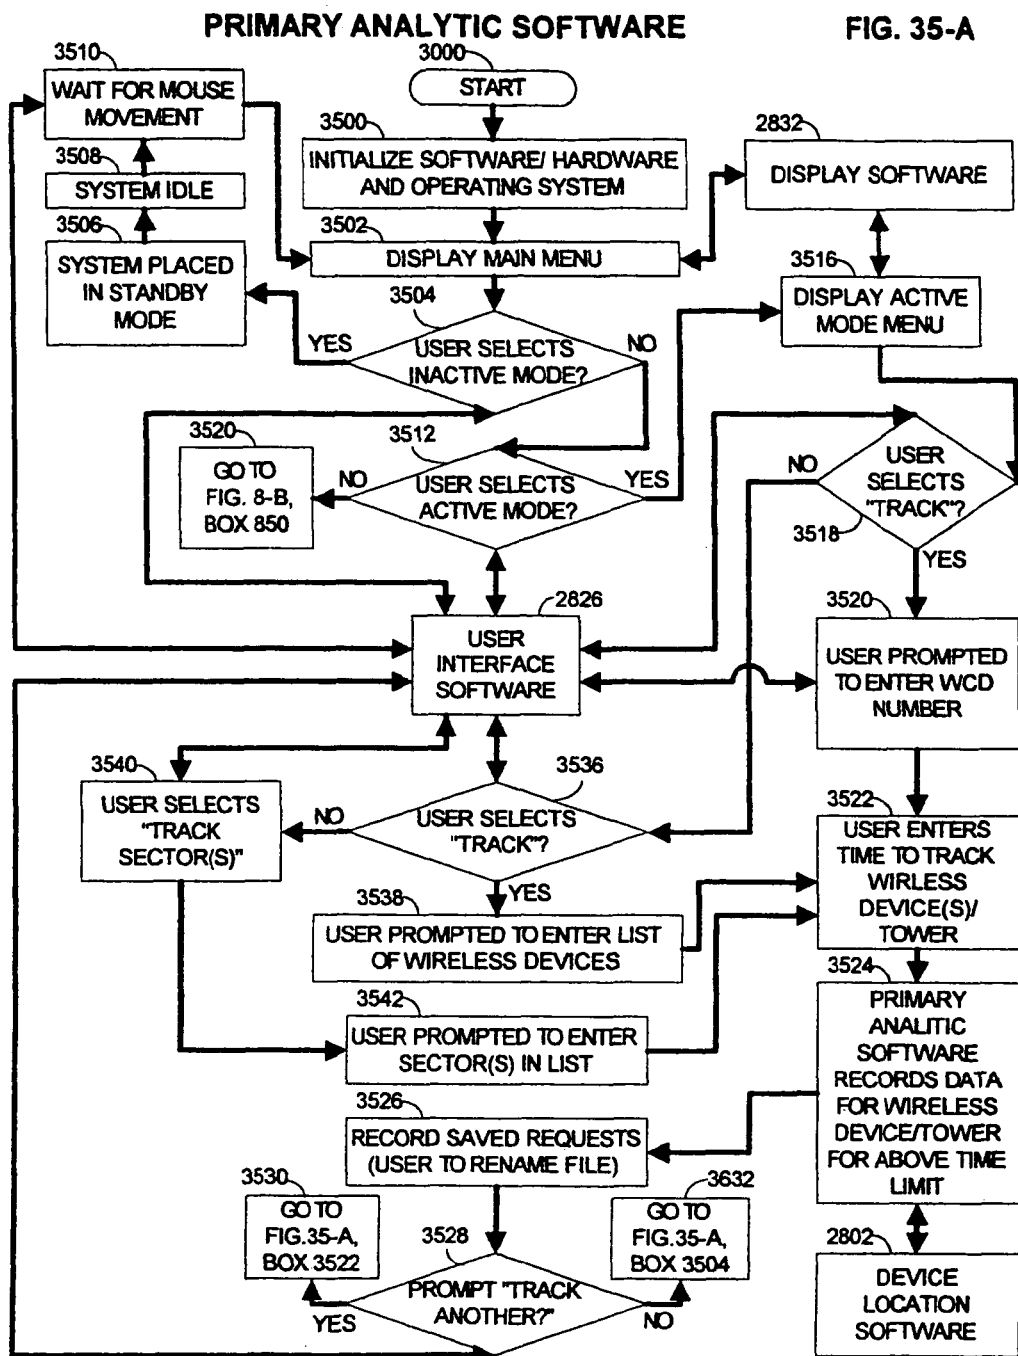 PRIMARY ANALYTIC SOFTWARE
FIG. 35-A
3510
WAIT FOR MOUSE
MOVEMENT
3508
SYSTEM IDLE
3506
SYSTEM PLACED
IN STANDBY
MODE
3000
START
3500
INITIALIZE SOFTWARE/ HARDWARE
AND OPERATING SYSTEM
3502
DISPLAY MAIN MENU
2832
DISPLAY SOFTWARE
3516
DISPLAY ACTIVE
MODE MENU
3504
YES
USER SELECTS
INACTIVE MODE?
NO
3520
GO TO
FIG. 8-B,
BOX 850
3512
NO
USER SELECTS
ACTIVE MODE?
YES
NO
USER
SELECTS
"TRACK"?
3518
YES
2826
USER
INTERFACE
SOFTWARE
3520
USER PROMPTED
TO ENTER WCD
NUMBER
3540
USER SELECTS
"TRACK
SECTOR(S)"
3536
NO
USER SELECTS
"TRACK"?
YES
3522
USER ENTERS
TIME TO TRACK
WIRLESS
DEVICE(S)/
TOWER
3538
USER PROMPTED TO ENTER LIST
OF WIRELESS DEVICES
3542
USER PROMPTED TO ENTER
SECTOR(S) IN LIST
3524
PRIMARY
ANALITIC
SOFTWARE
RECORDS DATA
FOR WIRELESS
DEVICE/TOWER
FOR ABOVE TIME
LIMIT
3526
RECORD SAVED REQUESTS
(USER TO RENAME FILE)
3530
GO TO
FIG.35-A,
BOX 3522
3528
PROMPT "TRACK
ANOTHER?"
YES
NO
3632
GO TO
FIG.35-A,
BOX 3504
2802
DEVICE
LOCATION
SOFTWARE